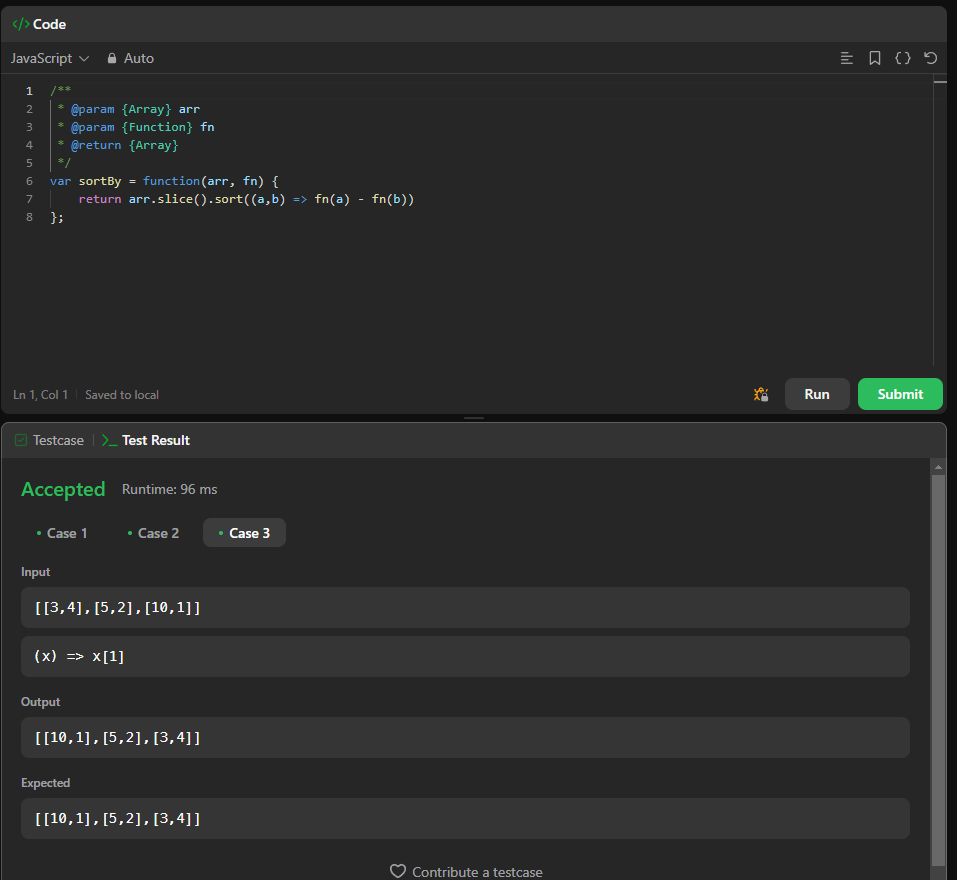 </> Code
JavaScript Auto
1 /**
2 * @param {Array} arr
3 * @param {Function} fn
4 * @return {Array}
5 */
6 var sortBy = function(arr, fn) {
7 return arr.slice().sort((a,b) => fn(a) - fn(b))
8 };
Ln 1, Col 1 | Saved to local
Run Submit
Testcase | >_ Test Result
Accepted Runtime: 96 ms
• Case 1 • Case 2 • Case 3
Input
[[3,4],[5,2],[10,1]]
(x) => x[1]
Output
[[10,1],[5,2],[3,4]]
Expected
[[10,1],[5,2],[3,4]]
Contribute a testcase